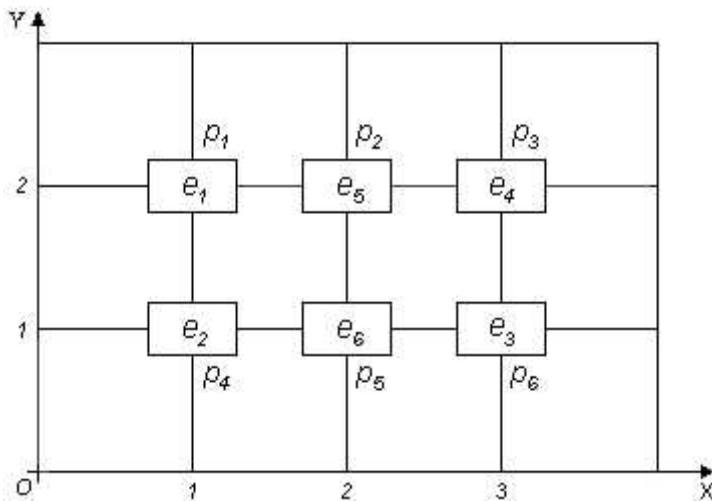 Y
p₁ p₂ p₃
2 e₁ e₅ e₄
1 e₂ e₆ e₃
p₄ p₅ p₆
O 1 2 3 X